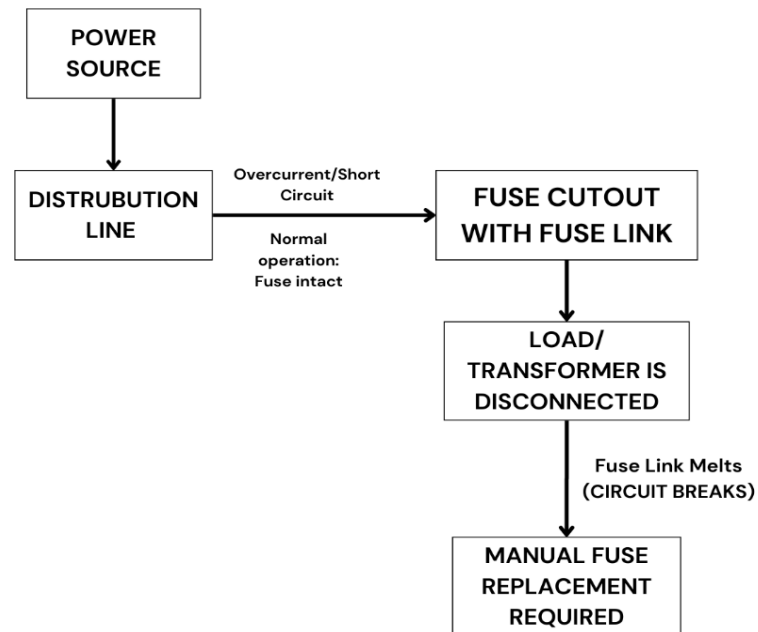 POWER
SOURCE
DISTRUBUTION
LINE
Overcurrent/Short
Circuit
Normal
operation:
Fuse intact
FUSE CUTOUT
WITH FUSE LINK
LOAD/
TRANSFORMER IS
DISCONNECTED
Fuse Link Melts
(CIRCUIT BREAKS)
MANUAL FUSE
REPLACEMENT
REQUIRED